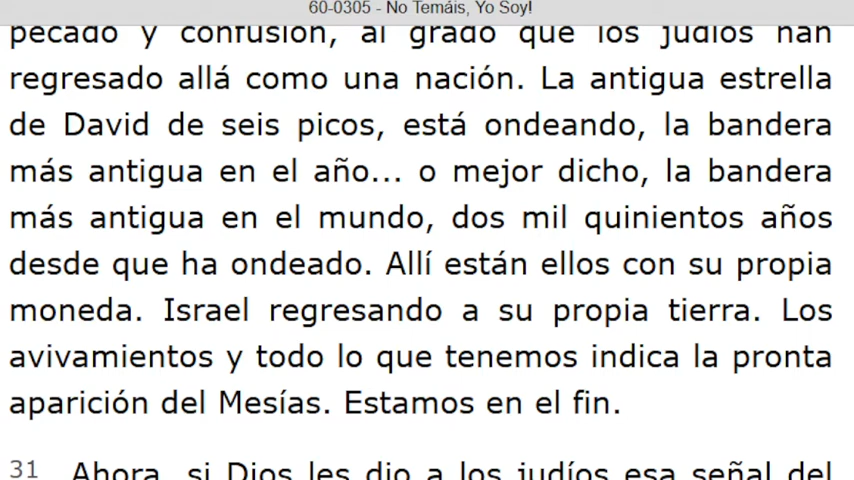 60-0305 - No Temáis, Yo Soy!
pecado y confusión, al grado que los judíos han
regresado allá como una nación. La antigua estrella
de David de seis picos, está ondeando, la bandera
más antigua en el año... o mejor dicho, la bandera
más antigua en el mundo, dos mil quinientos años
desde que ha ondeado. Allí están ellos con su propia
moneda. Israel regresando a su propia tierra. Los
avivamientos y todo lo que tenemos indica la pronta
aparición del Mesías. Estamos en el fin.
31 Ahora, si Dios les dio a los judíos esa señal del